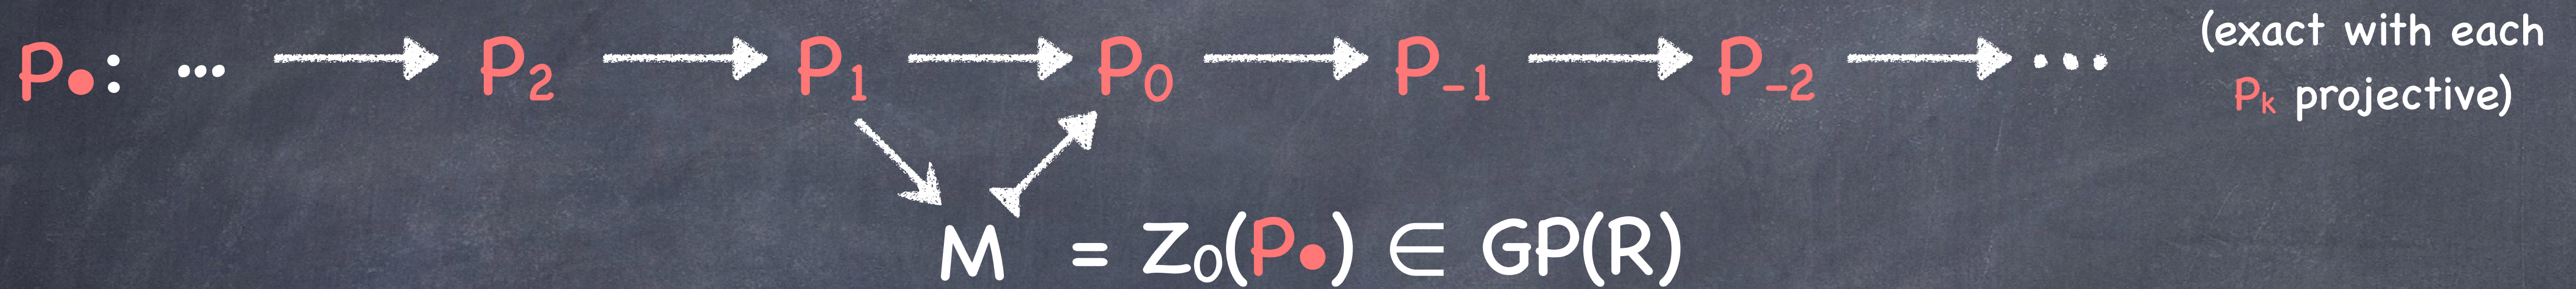 P•: ... → P₂ → P₁ → P₀ → P₋₁ → P₋₂ → ...
(exact with each
Pₖ projective)
M = Z₀(P•) ∈ GP(R)